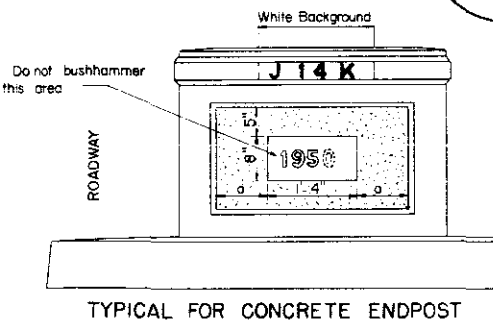 White Background
J 14 K
Do not bushhammer
this area
ROADWAY
5"
8"
1950
a
1'-4"
a
TYPICAL FOR CONCRETE ENDPOST